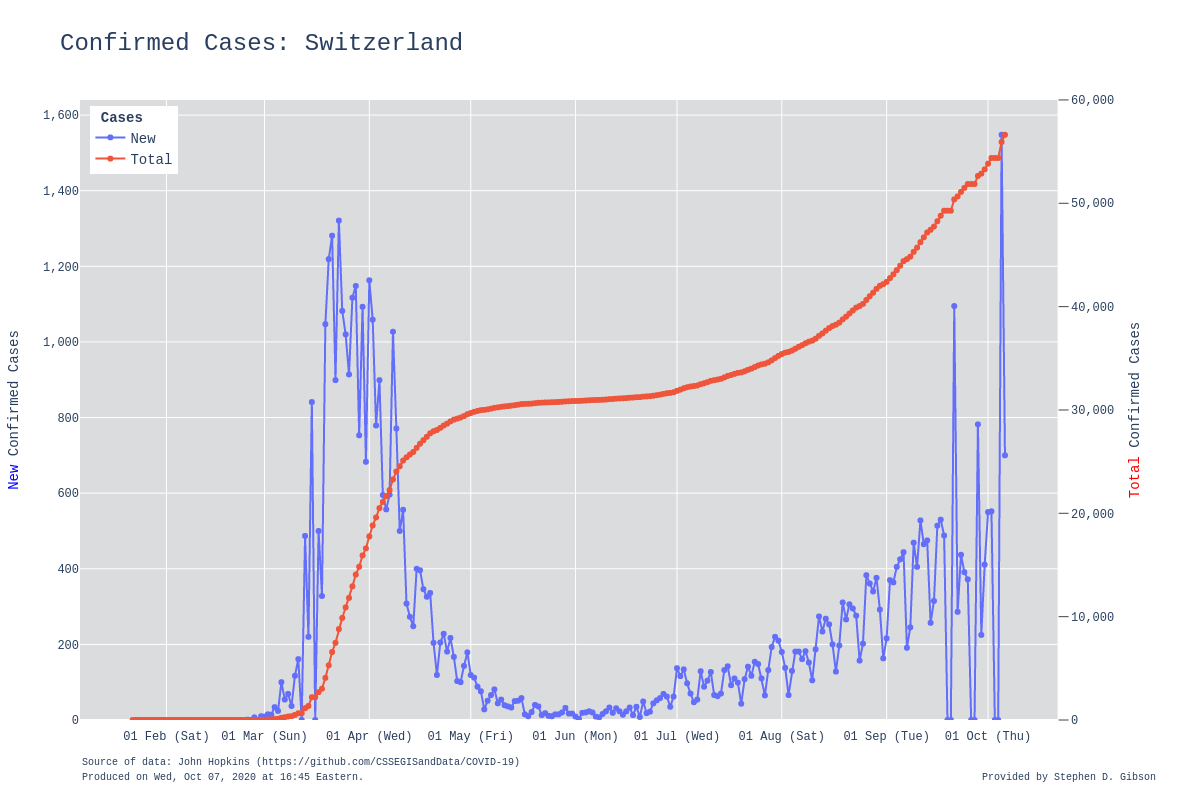 Confirmed Cases: Switzerland
Cases
New
Total
1,600
1,400
1,200
1,000
800
600
400
200
0
60,000
50,000
40,000
30,000
20,000
10,000
0
New Confirmed Cases
Total Confirmed Cases
01 Feb (Sat) 01 Mar (Sun) 01 Apr (Wed) 01 May (Fri) 01 Jun (Mon) 01 Jul (Wed) 01 Aug (Sat) 01 Sep (Tue) 01 Oct (Thu)
Source of data: John Hopkins (https://github.com/CSSEGISandData/COVID-19)
Produced on Wed, Oct 07, 2020 at 16:45 Eastern.
Provided by Stephen D. Gibson